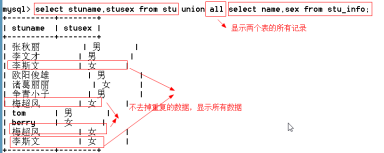 mysql> select stuname,stusex from stu union all select name,sex from stu_info;
显示两个表的所有记录
| stuname | stusex |
| 张秋丽 | 男 |
| 李文才 | 男 |
| 李斯文 | 女 |
| 欧阳俊雄 | 男 |
| 诸葛丽丽 | 女 |
| 争青小子 | 男 |
| 梅超风 | 女 |
不去掉重复的数据，显示所有数据
| tom | 男 |
| berry | 女 |
| 梅超风 | 女 |
| 李斯文 | 女 |